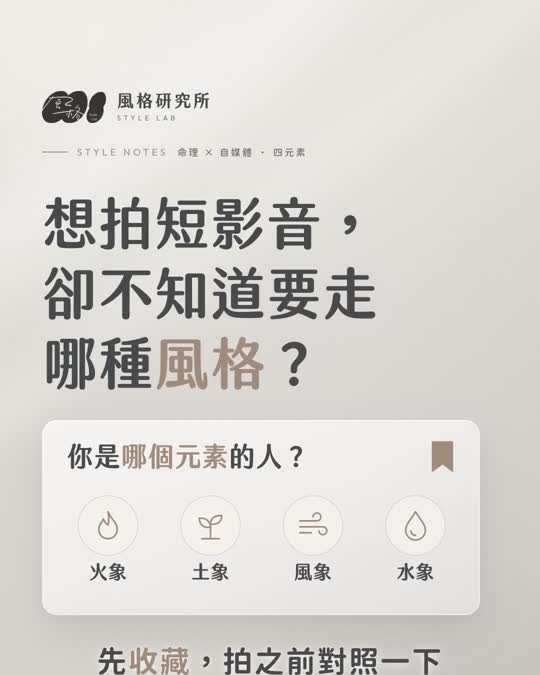 風格研究所
STYLE LAB
STYLE NOTES 命理 × 自媒體 · 四元素
想拍短影音，
卻不知道要走
哪種風格？
你是哪個元素的人？
火象 土象 風象 水象
先收藏，拍之前對照一下